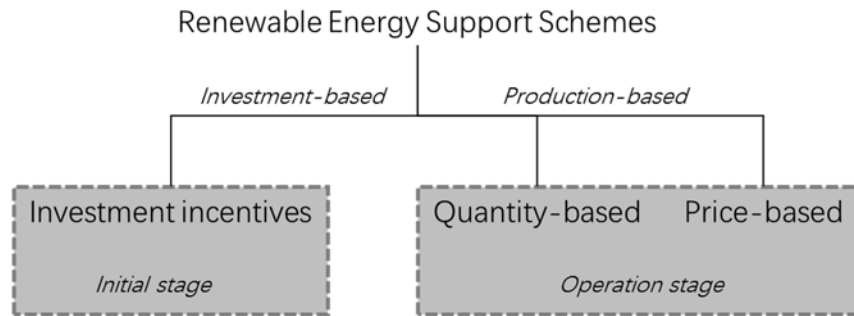 Renewable Energy Support Schemes
Investment-based Production-based
Investment incentives Quantity-based Price-based
Initial stage Operation stage